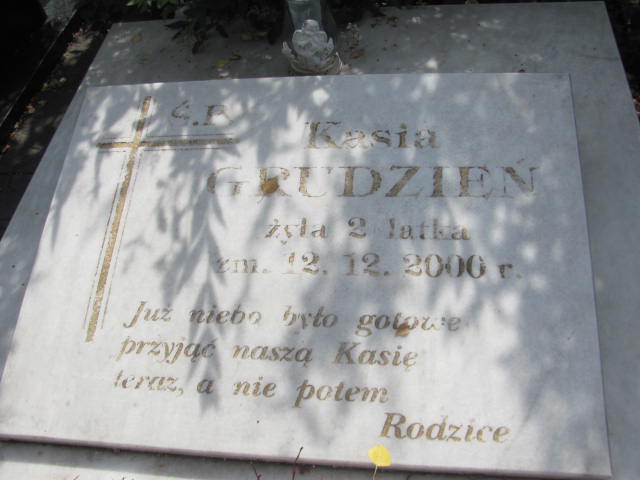 Ś.P.
Kasia
GRUDZIEŃ
żyła 2 latka
zm. 12. 12. 2000 r.
Już niebo było gotowe
przyjąć naszą Kasię
teraz, a nie potem
Rodzice